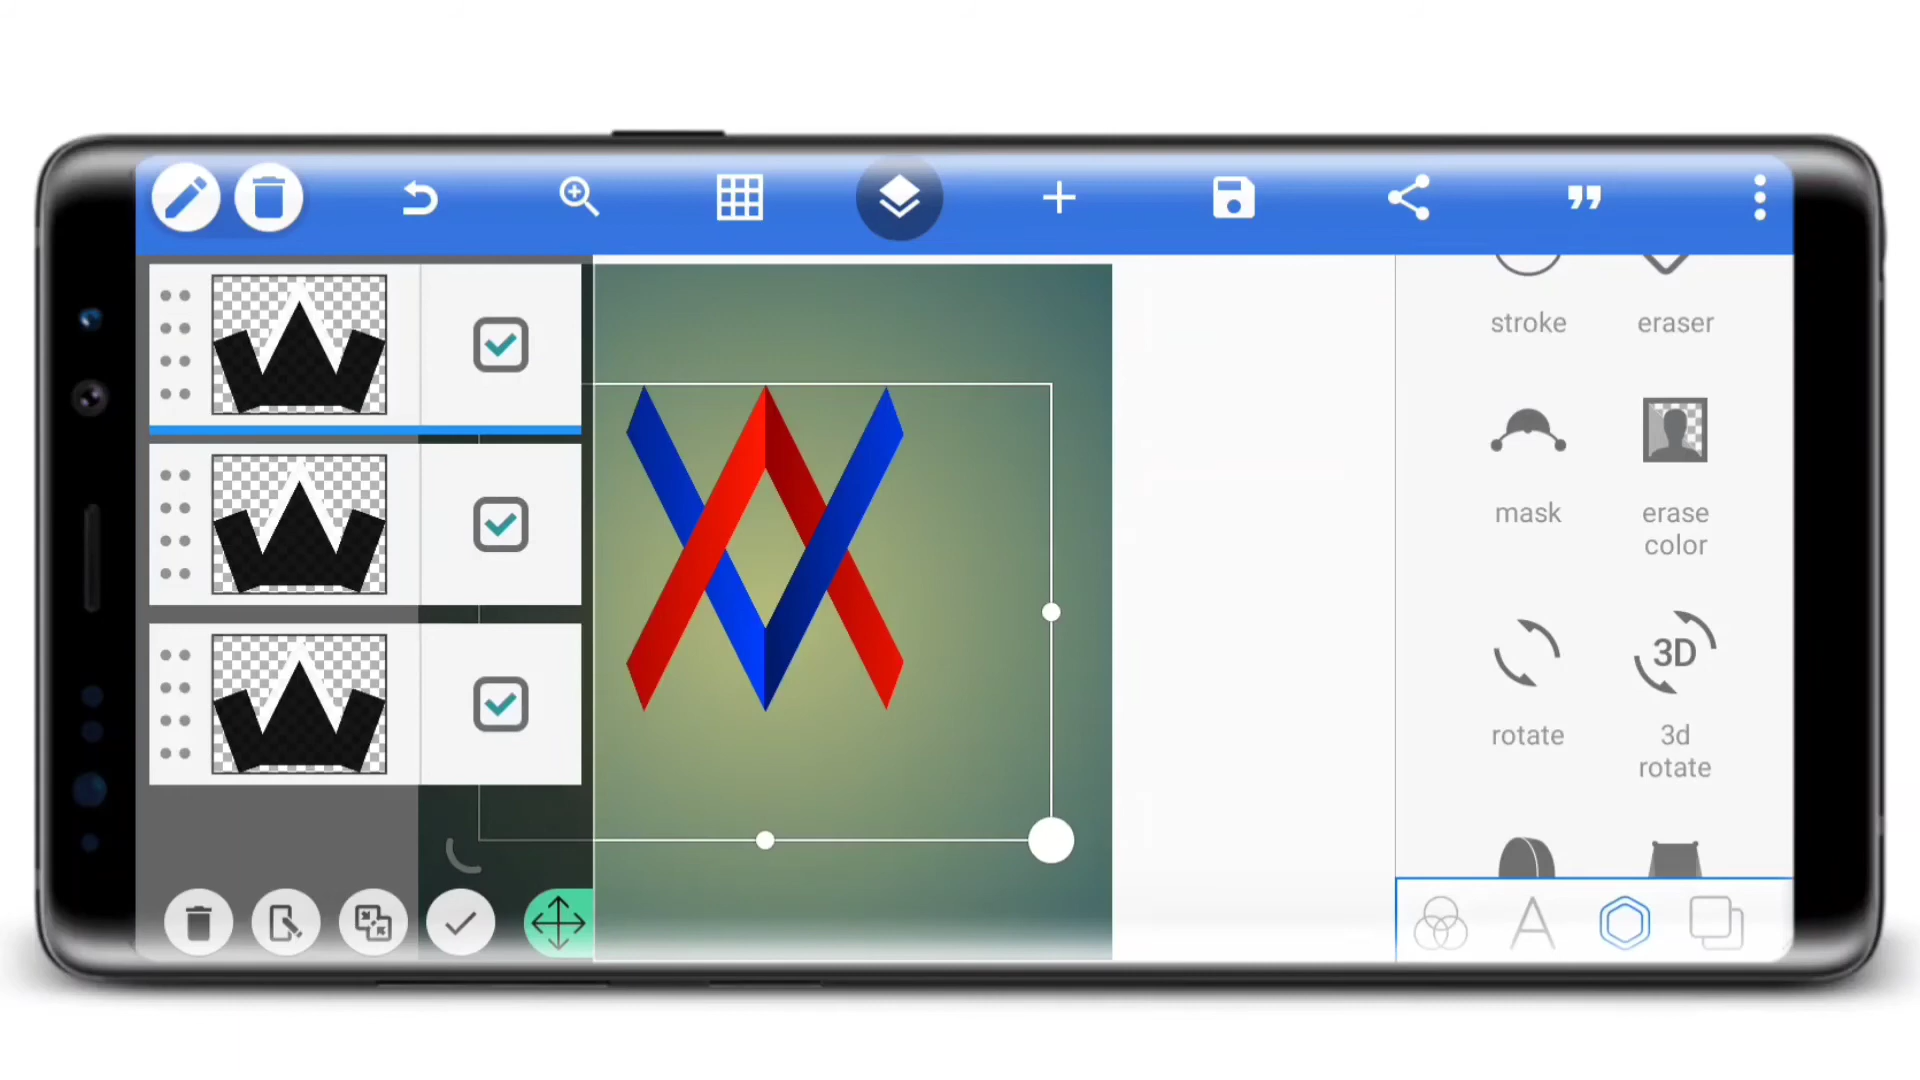 stroke
eraser
mask
erase
color
3D
rotate
3d
rotate